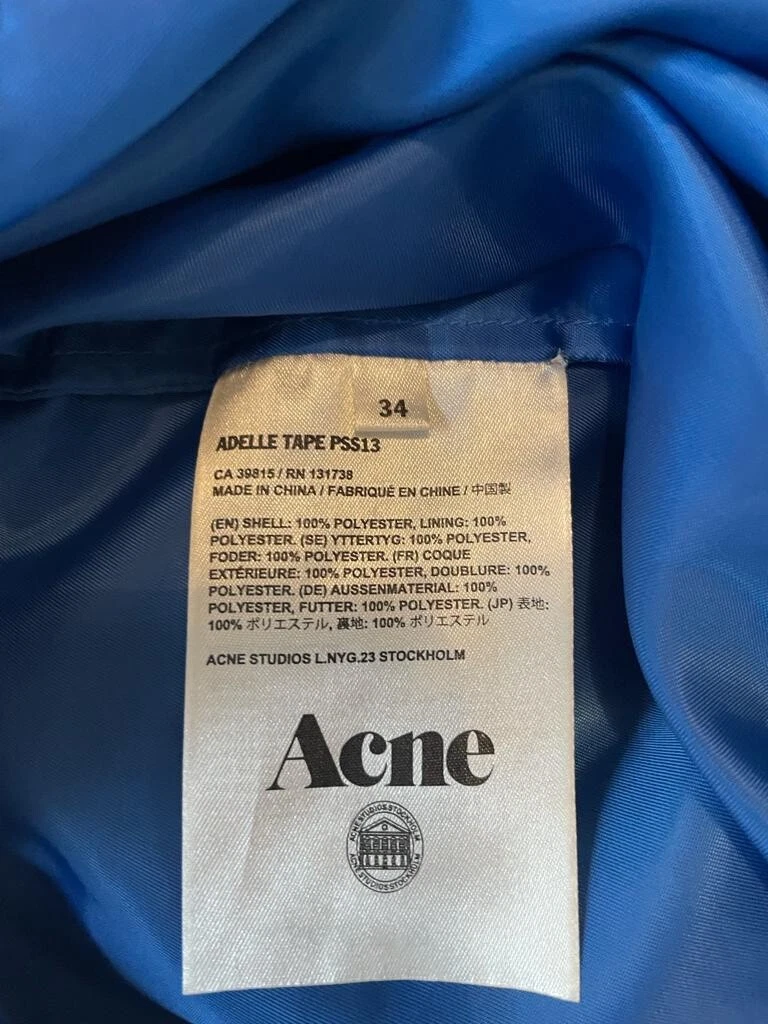 34
ADELLE TAPE PSS13
CA 39815 / RN 131738
MADE IN CHINA / FABRIQUÉ EN CHINE / 中国製
(EN) SHELL: 100% POLYESTER, LINING: 100%
POLYESTER. (SE) YTTERTYG: 100% POLYESTER,
FODER: 100% POLYESTER. (FR) COQUE
EXTÉRIEURE: 100% POLYESTER, DOUBLURE: 100%
POLYESTER. (DE) AUSSENMATERIAL: 100%
POLYESTER, FUTTER: 100% POLYESTER. (JP) 表地:
100% ポリエステル, 裏地: 100% ポリエステル
ACNE STUDIOS L.NYG.23 STOCKHOLM
Acne
ACNESTUDIOSSTOCKHOLM
ACNESTUDIOSSTOCKHOLM